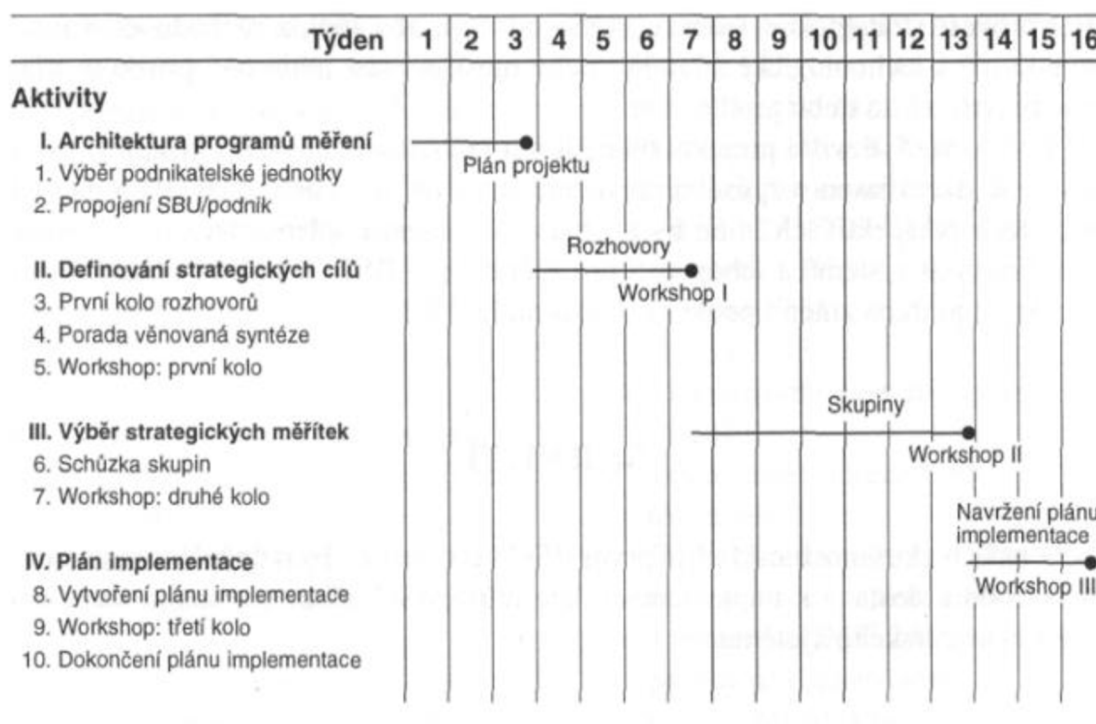 Týden 1 2 3 4 5 6 7 8 9 10 11 12 13 14 15 16
Aktivity
I. Architektura programů měření
Plán projektu
1. Výběr podnikatelské jednotky
2. Propojení SBU/podnik
Rozhovory
II. Definování strategických cílů
Workshop I
3. První kolo rozhovorů
4. Porada věnovaná syntéze
5. Workshop: první kolo
Skupiny
III. Výběr strategických měřítek
Workshop II
6. Schůzka skupin
7. Workshop: druhé kolo
Navržení plánu
implementace
IV. Plán implementace
Workshop III
8. Vytvoření plánu implementace
9. Workshop: třetí kolo
10. Dokončení plánu implementace